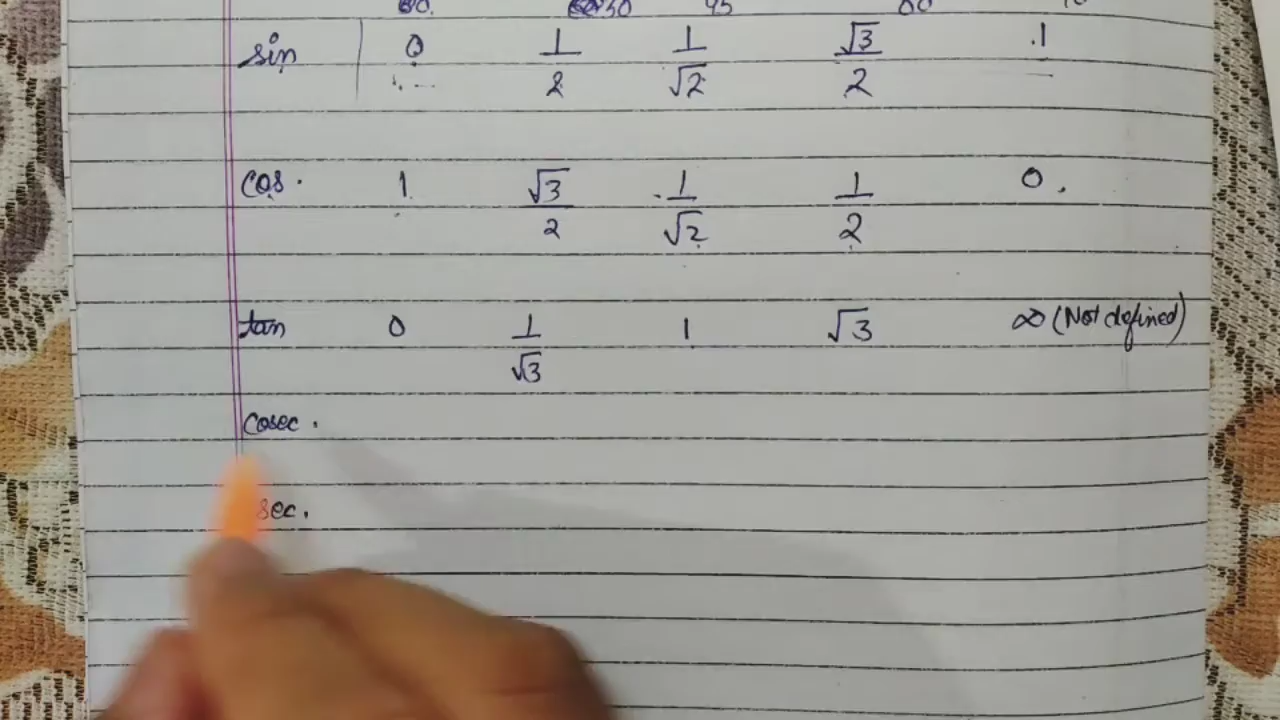 30 45
sin 0 1/2 1/√2 √3/2 1
cos. 1 √3/2 1/√2 1/2 0.
tan 0 1/√3 1 √3 ∞ (Not defined)
cosec.
sec.